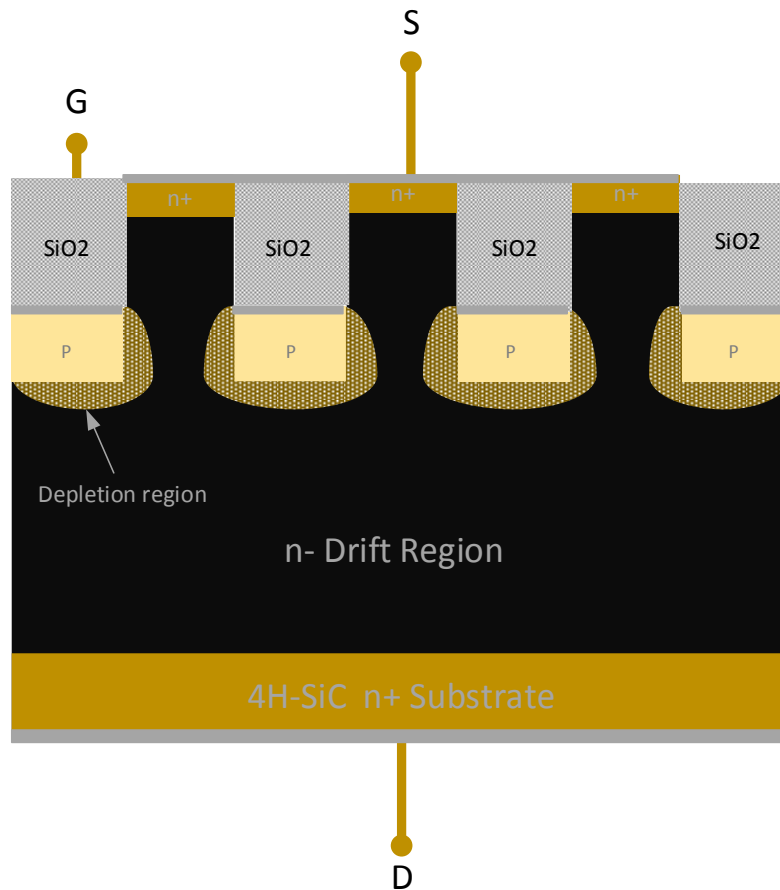 S
G
n+
n+
n+
SiO2
SiO2
SiO2
SiO2
P
P
P
P
Depletion region
n- Drift Region
4H-SiC n+ Substrate
D